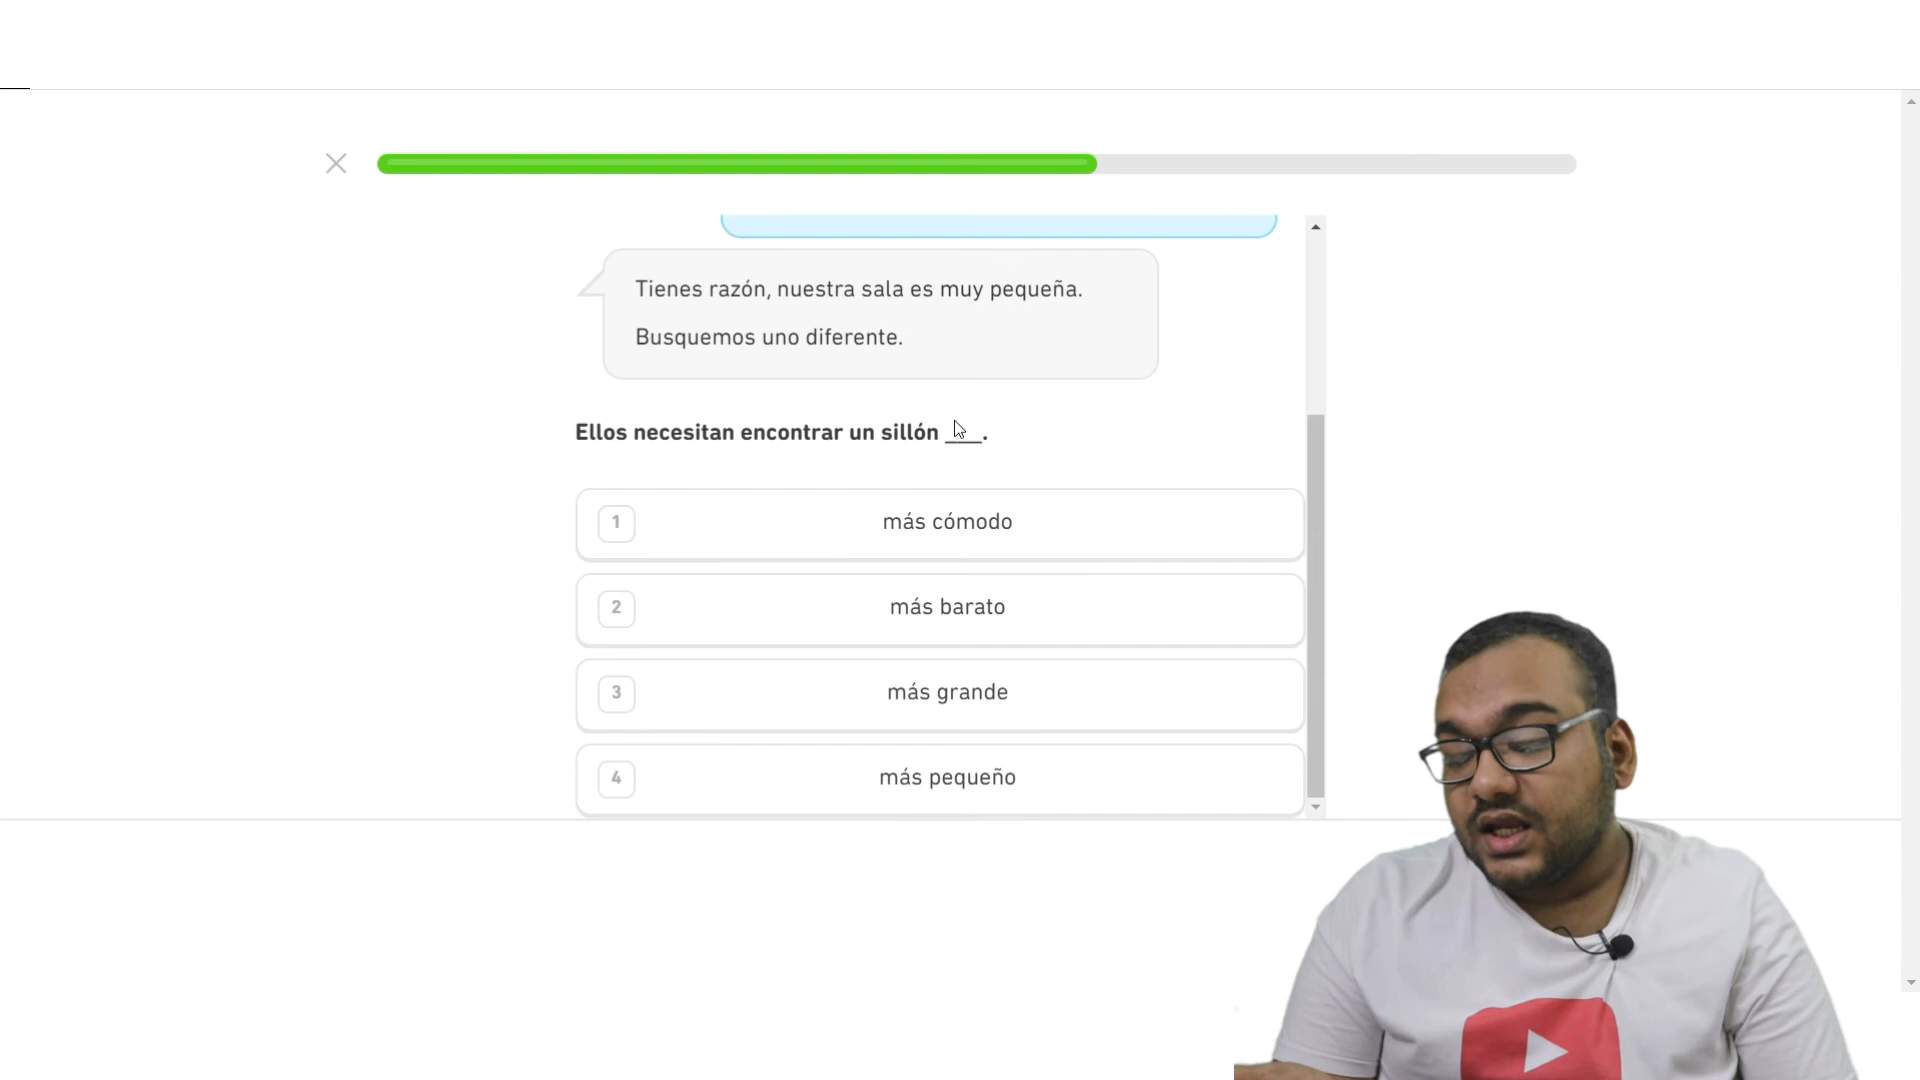 Tienes razón, nuestra sala es muy pequeña.
Busquemos uno diferente.
Ellos necesitan encontrar un sillón ___.
1 más cómodo
2 más barato
3 más grande
4 más pequeño